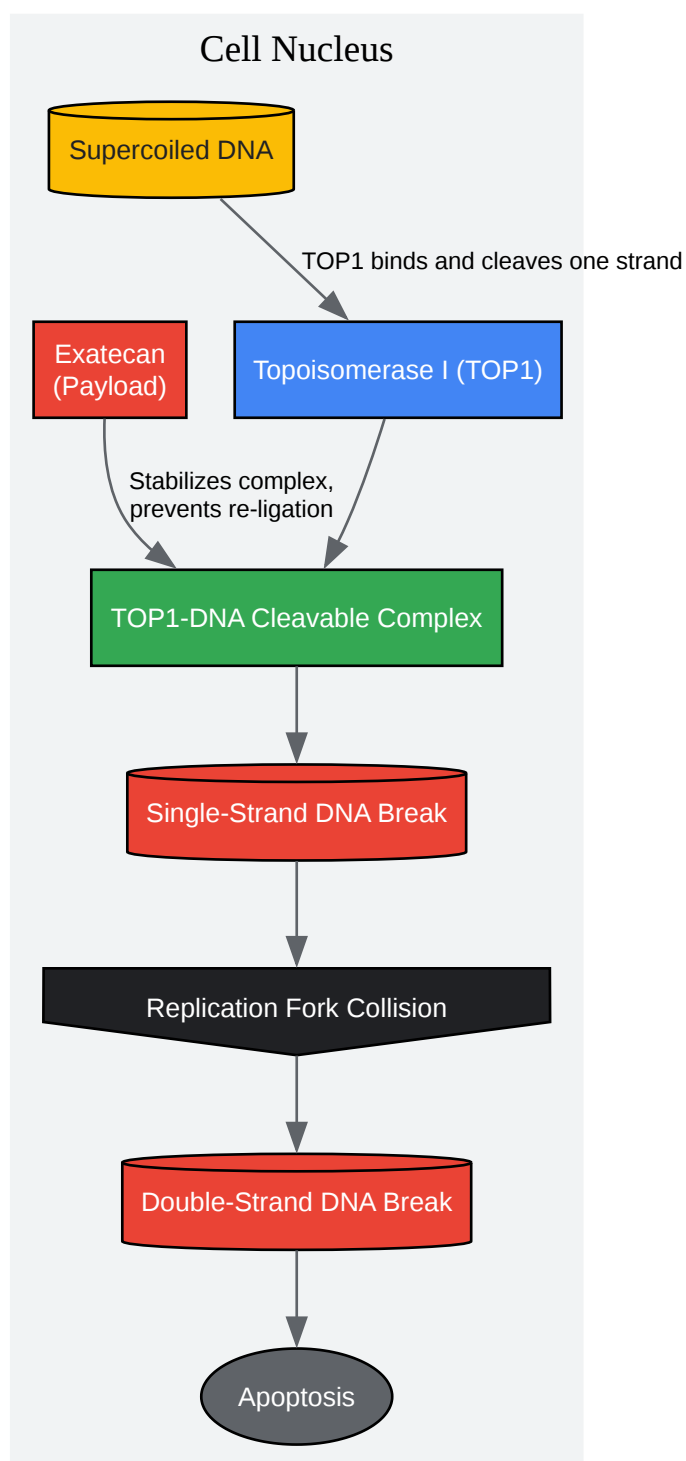 Cell Nucleus
Supercoiled DNA
TOP1 binds and cleaves one strand
Exatecan
(Payload)
Topoisomerase I (TOP1)
Stabilizes complex,
prevents re-ligation
TOP1-DNA Cleavable Complex
Single-Strand DNA Break
Replication Fork Collision
Double-Strand DNA Break
Apoptosis